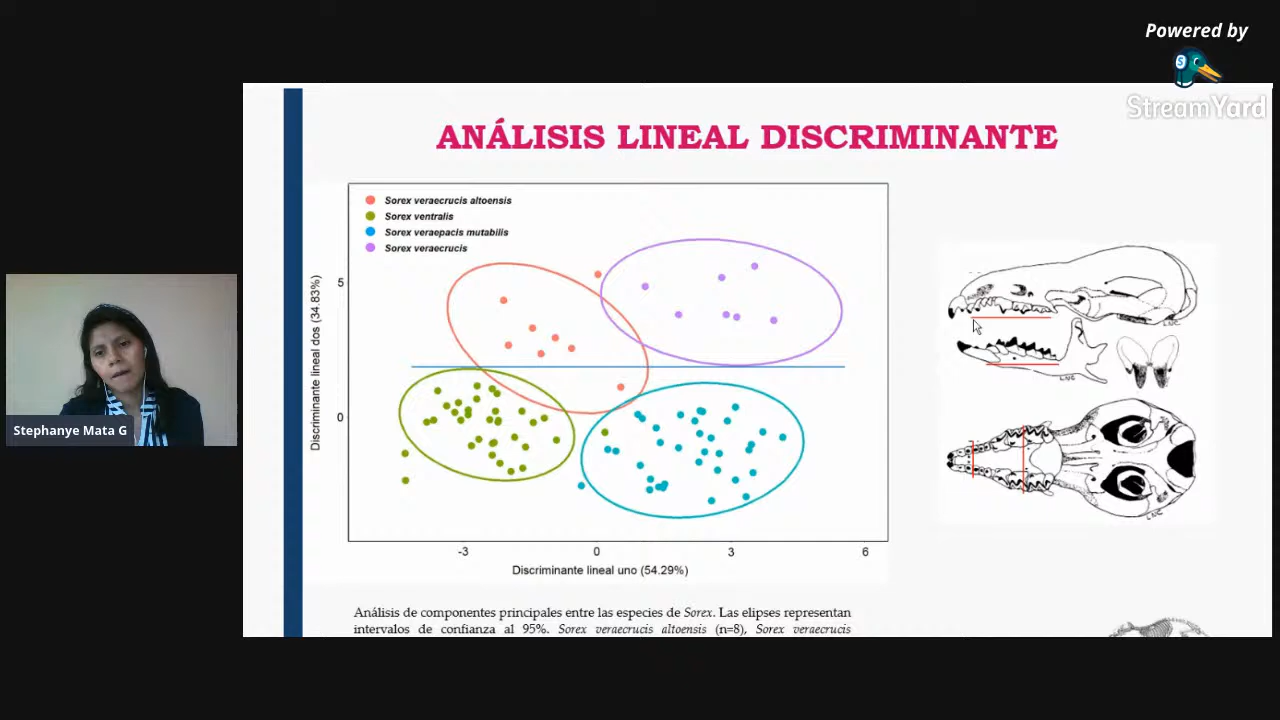 Powered by
StreamYard
ANÁLISIS LINEAL DISCRIMINANTE
Sorex veraecrucis altoensis
Sorex ventralis
Sorex veraepacis mutabilis
Sorex veraecrucis
Discriminante lineal dos (34.83%)
5
0
-3
0
3
6
Discriminante lineal uno (54.29%)
Análisis de componentes principales entre las especies de Sorex. Las elipses representan
intervalos de confianza al 95%. Sorex veraecrucis altoensis (n=8), Sorex veraecrucis
LNC
LNC
LNC
Stephanye Mata G